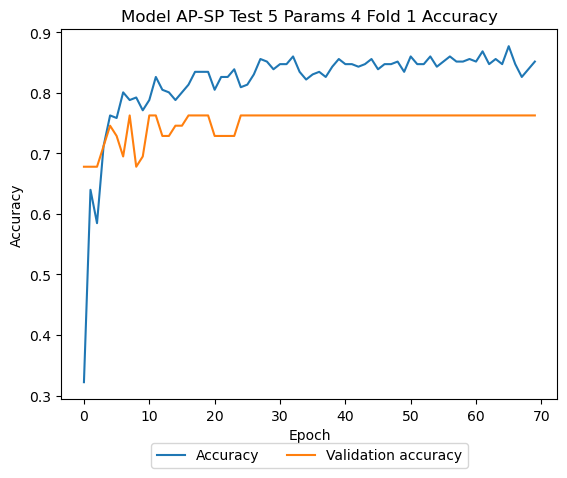 Model AP-SP Test 5 Params 4 Fold 1 Accuracy
0.9
0.8
0.7
0.6
0.5
0.4
0.3
Accuracy
0 10 20 30 40 50 60 70
Epoch
Accuracy Validation accuracy